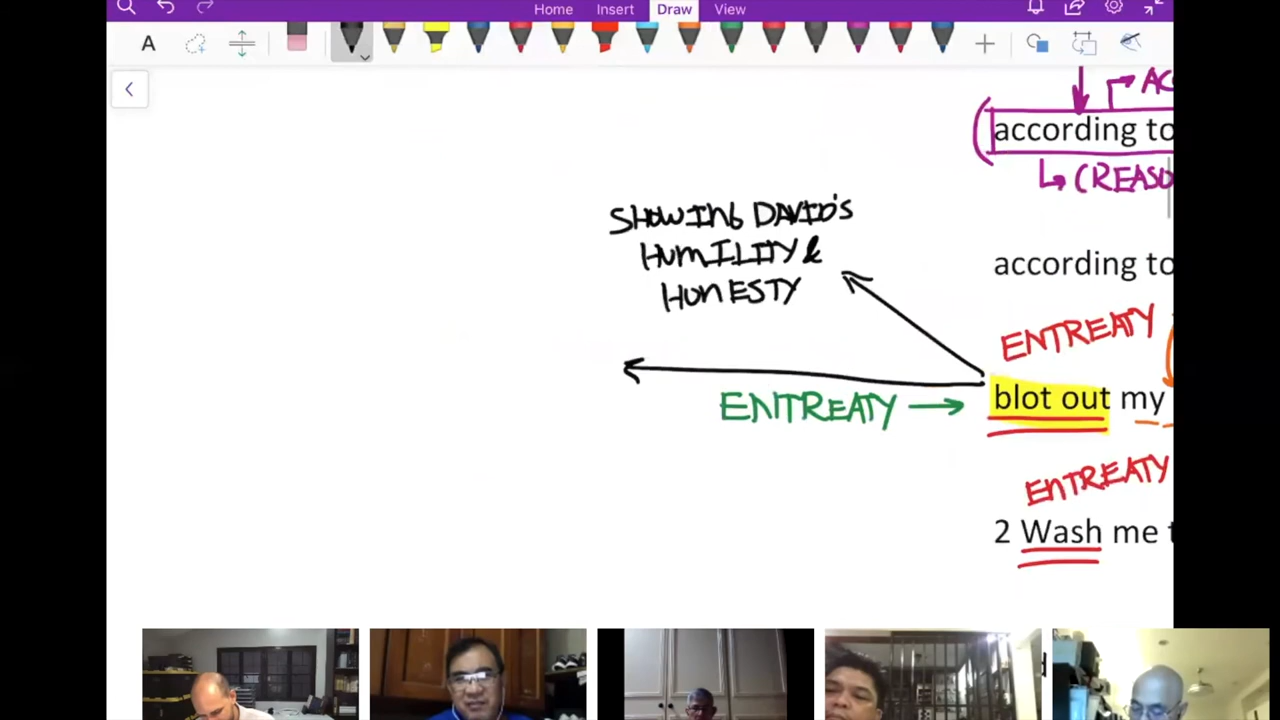 Home Insert Draw View
A
AC
according to
(REASO
SHOWING DAVID'S
HUMILITY &
HONESTY
according to
ENTREATY
blot out my
ENTREATY
ENTREATY
2 Wash me t